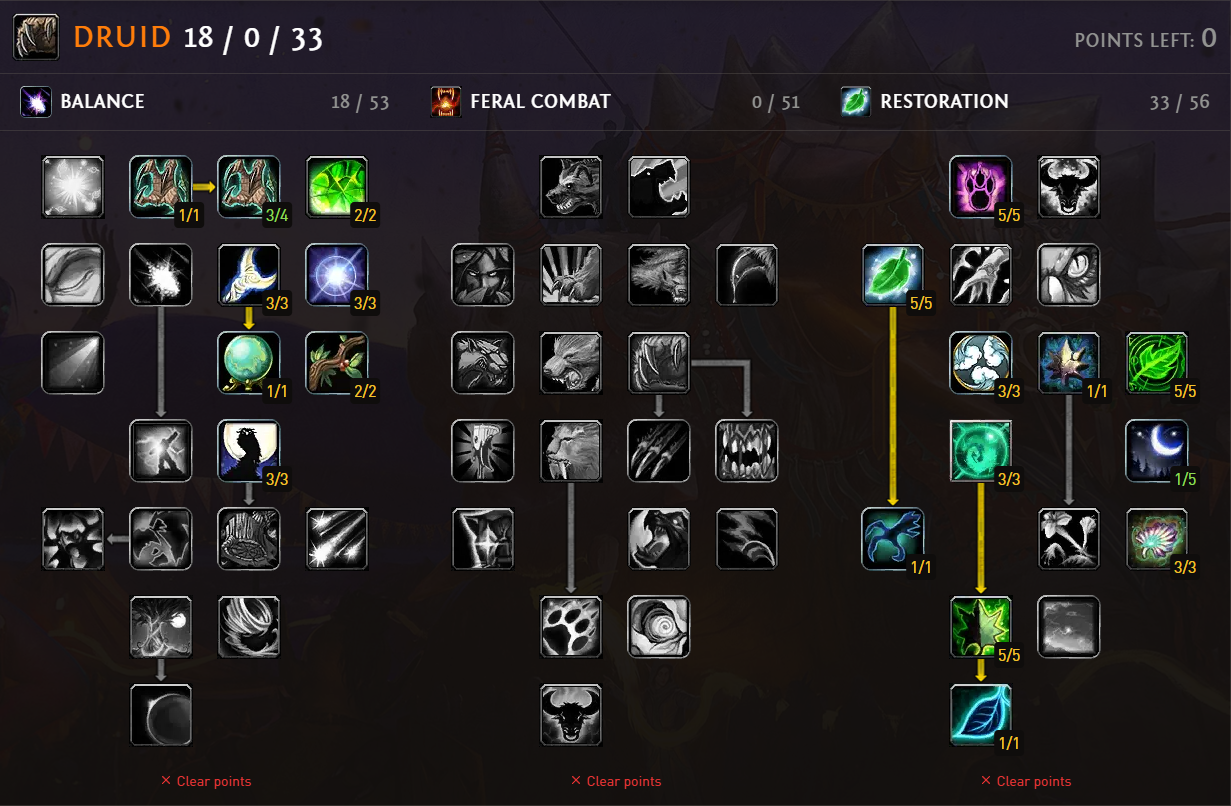 DRUID 18 / 0 / 33
POINTS LEFT: 0
BALANCE 18 / 53
FERAL COMBAT 0 / 51
RESTORATION 33 / 56
1/1 3/4 2/2 5/5
3/3 3/3 5/5
1/1 2/2 3/3 1/1 5/5
3/3 3/3 1/5
1/1 3/3
5/5
1/1
× Clear points
× Clear points
× Clear points